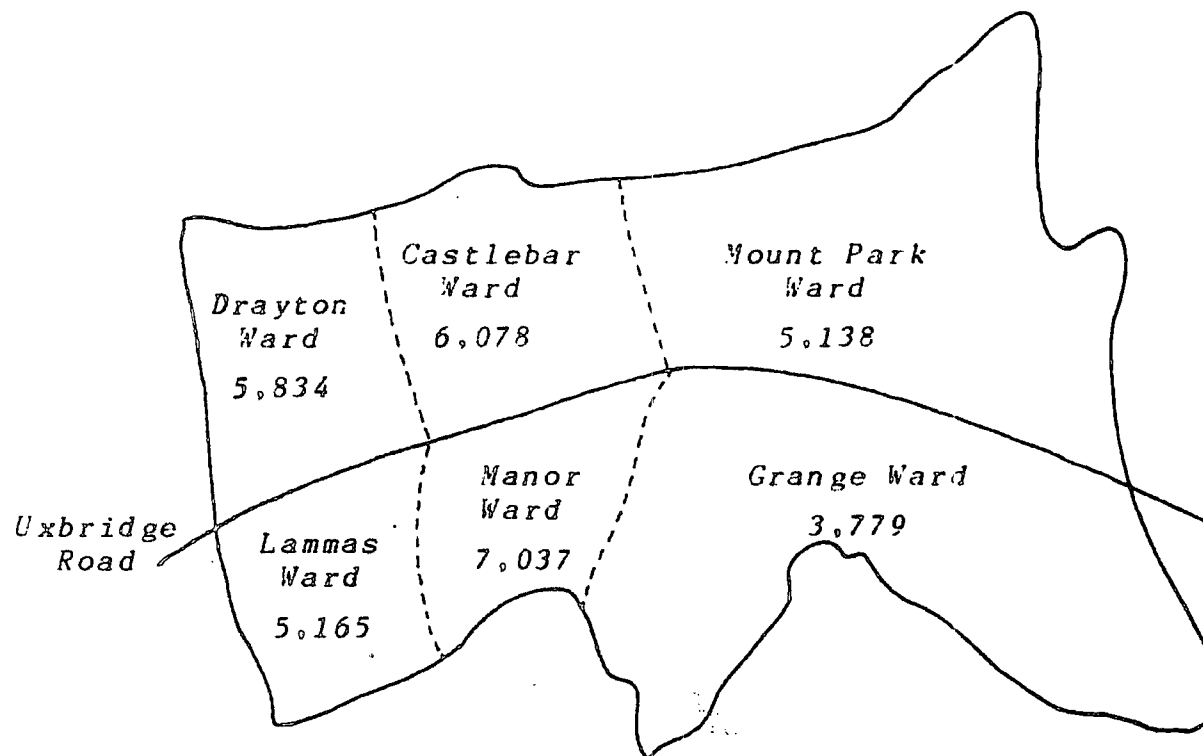 Castlebar
Ward
6,078
Mount Park
Ward
5,138
Drayton
Ward
5,834
Manor
Ward
7,037
Grange Ward
3,779
Uxbridge
Road
Lammas
Ward
5,165